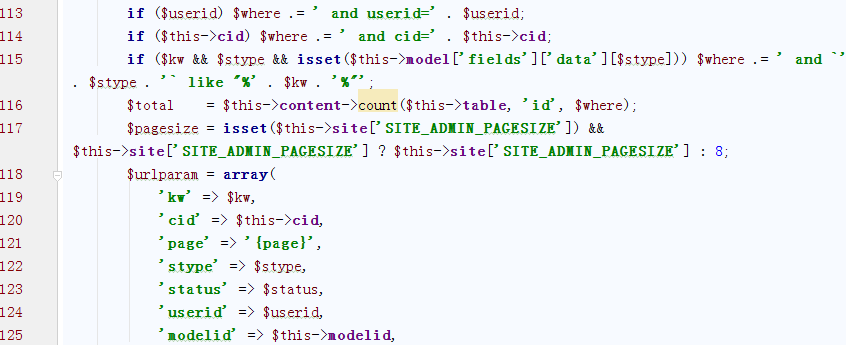 113 if ($userid) $where .= ' and userid=' . $userid;
114 if ($this->cid) $where .= ' and cid=' . $this->cid;
115 if ($kw && $stype && isset($this->model['fields']['data'][$stype])) $where .= ' and `'
. $stype . '` like "%' . $kw . '%"';
116 $total = $this->content->count($this->table, 'id', $where);
117 $pagesize = isset($this->site['SITE_ADMIN_PAGESIZE']) &&
$this->site['SITE_ADMIN_PAGESIZE'] ? $this->site['SITE_ADMIN_PAGESIZE'] : 8;
118 $urlparam = array(
119 'kw' => $kw,
120 'cid' => $this->cid,
121 'page' => '{page}',
122 'stype' => $stype,
123 'status' => $status,
124 'userid' => $userid,
125 'modelid' => $this->modelid,